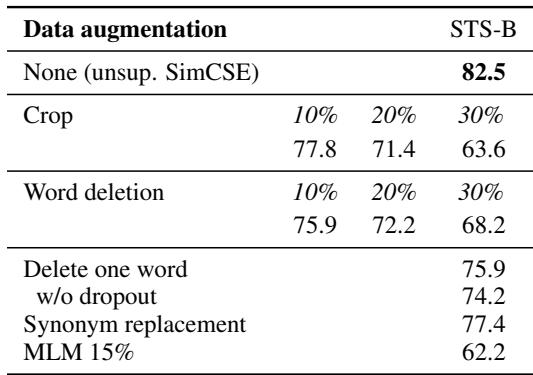 Data augmentation STS-B
None (unsup. SimCSE) 82.5
Crop 10% 20% 30%
77.8 71.4 63.6
Word deletion 10% 20% 30%
75.9 72.2 68.2
Delete one word 75.9
w/o dropout 74.2
Synonym replacement 77.4
MLM 15% 62.2